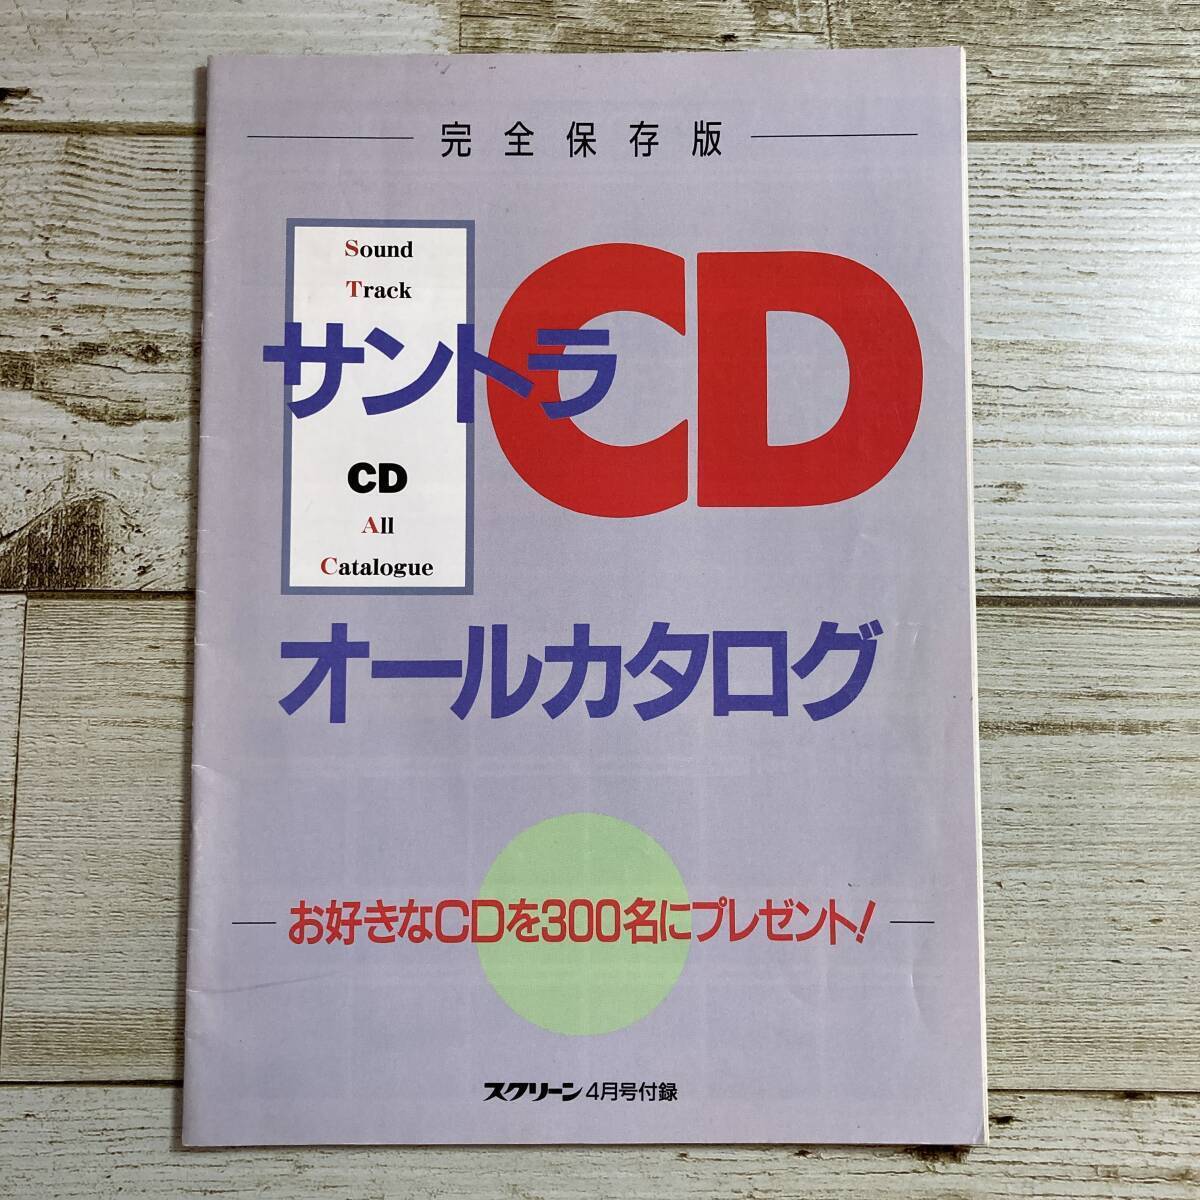 完全保存版
Sound
Track
サントラCD
CD
All
Catalogue
オールカタログ
お好きなCDを300名にプレゼント!
スクリーン4月号付録